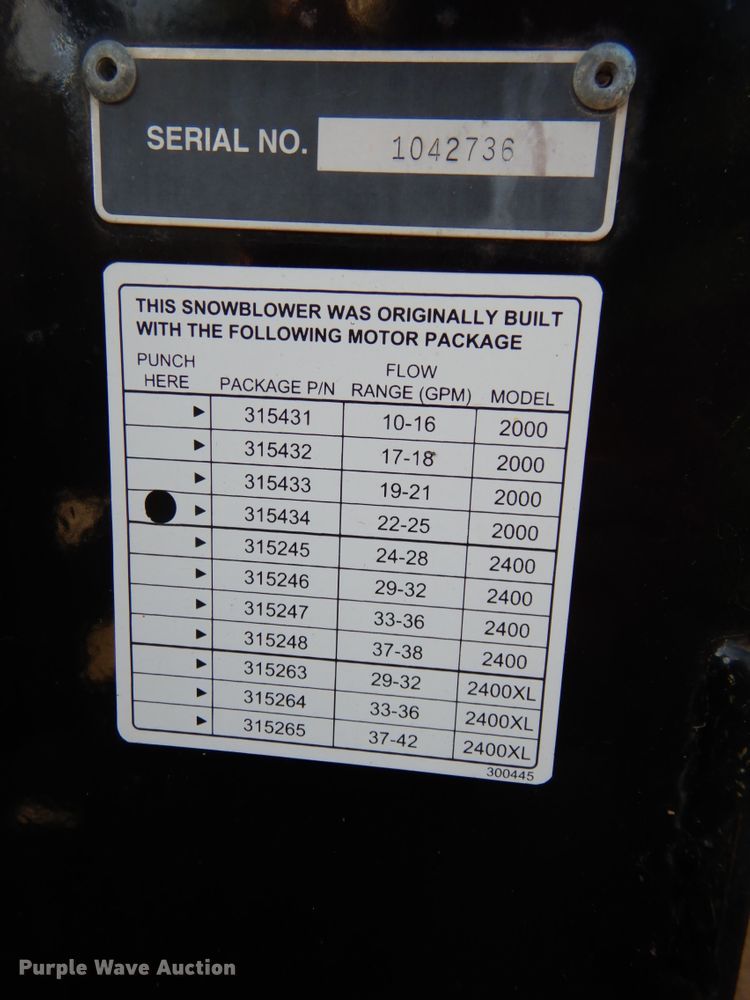 SERIAL NO. 1042736
THIS SNOWBLOWER WAS ORIGINALLY BUILT
WITH THE FOLLOWING MOTOR PACKAGE
PUNCH HERE PACKAGE P/N FLOW RANGE (GPM) MODEL
▶ 315431 10-16 2000
▶ 315432 17-18 2000
▶ 315433 19-21 2000
▶ 315434 22-25 2000
▶ 315245 24-28 2400
▶ 315246 29-32 2400
▶ 315247 33-36 2400
▶ 315248 37-38 2400
▶ 315263 29-32 2400XL
▶ 315264 33-36 2400XL
▶ 315265 37-42 2400XL
300445
Purple Wave Auction